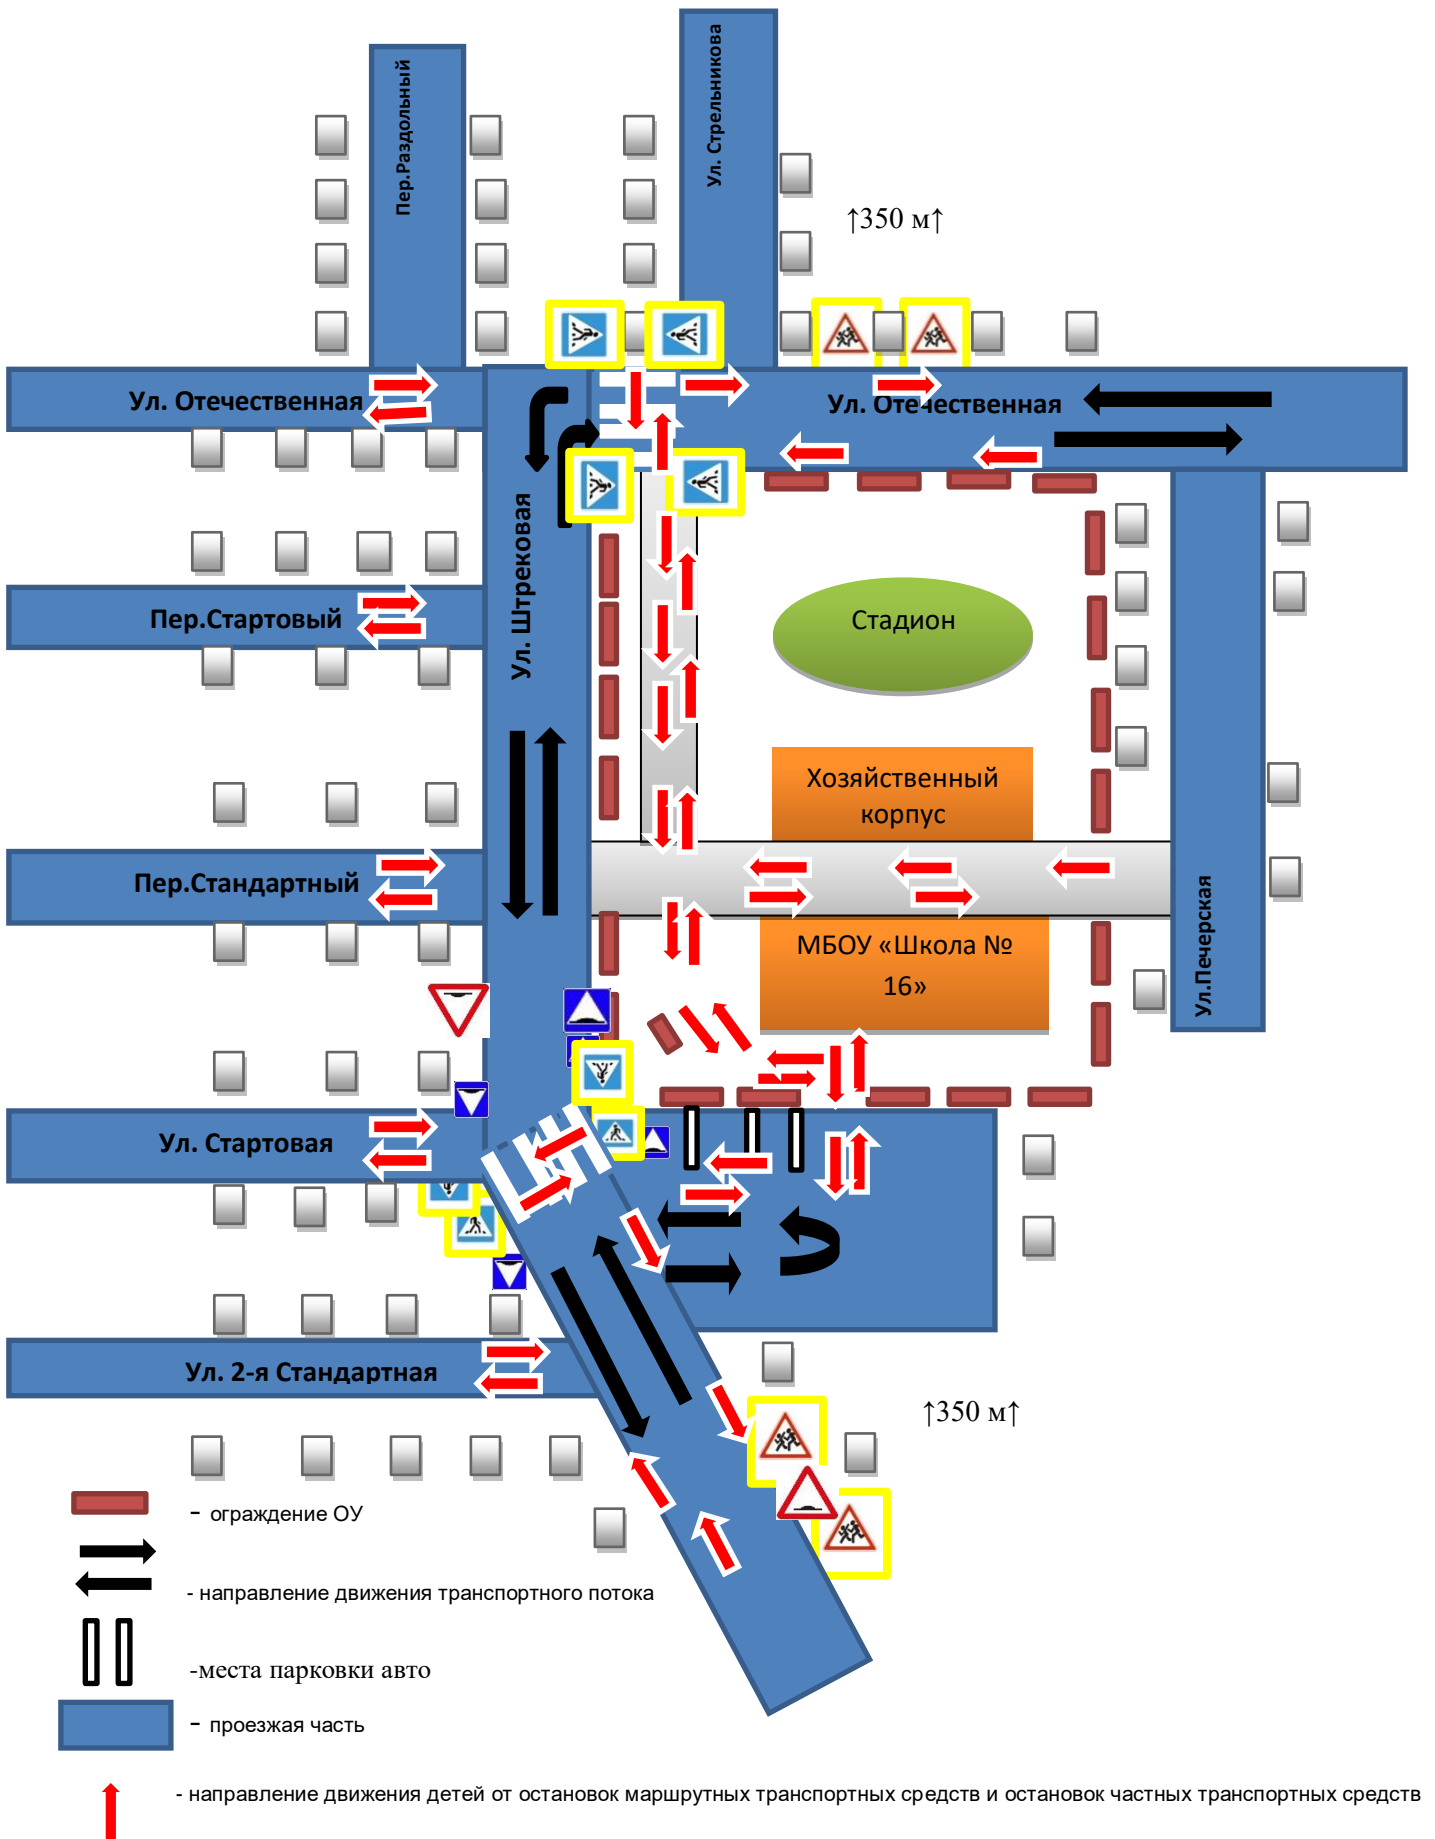 Пер.Раздольный
Ул. Стрельникова
↑350 м↑
Ул. Отечественная
Ул. Отечественная
Ул. Штрековая
Пер.Стартовый
Стадион
Хозяйственный
корпус
Пер.Стандартный
МБОУ «Школа №
16»
Ул.Печерская
Ул. Стартовая
Ул. 2-я Стандартная
↑350 м↑
- ограждение ОУ
- направление движения транспортного потока
-места парковки авто
- проезжая часть
- направление движения детей от остановок маршрутных транспортных средств и остановок частных транспортных средств